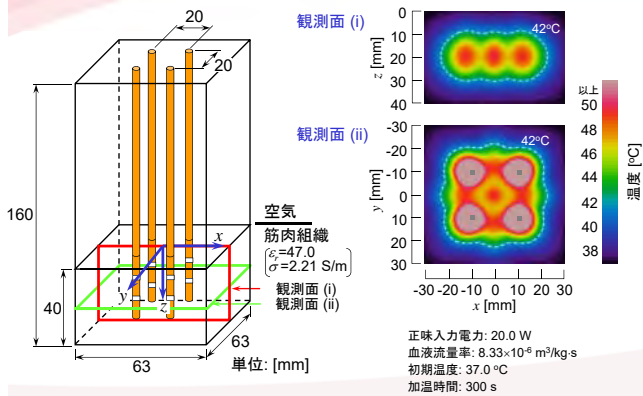 20
20
160
40
63
63
単位: [mm]
x
y
z
空気
筋肉組織
(εr=47.0
σ=2.21 S/m)
観測面 (i)
観測面 (ii)
観測面 (i)
42°C
z [mm]
0
10
20
30
40
観測面 (ii)
42°C
y [mm]
-30
-20
-10
0
10
20
30
-30 -20 -10 0 10 20 30
x [mm]
以上
50
48
46
44
42
40
38
温度 [°C]
正味入力電力: 20.0 W
血液流量率: 8.33×10⁻⁶ m³/kg·s
初期温度: 37.0 °C
加温時間: 300 s